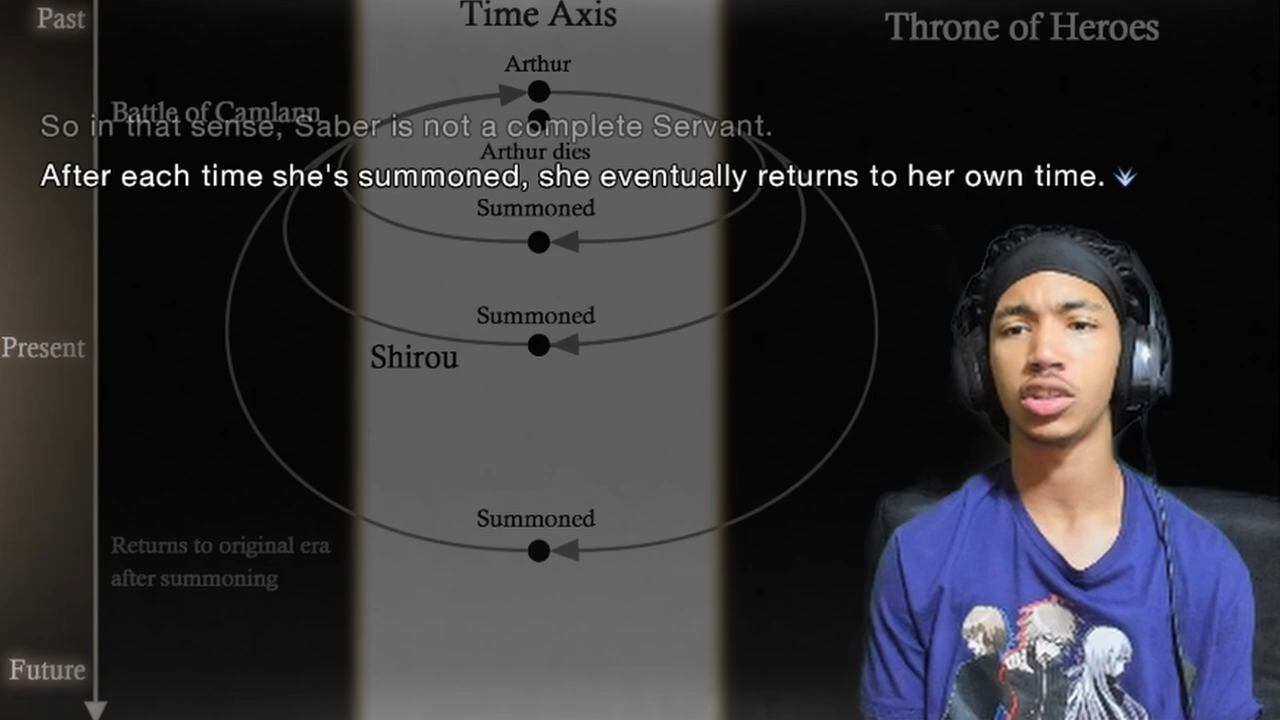 Past
Time Axis
Throne of Heroes
Arthur
Battle of Camlann
So in that sense, Saber is not a complete Servant.
Arthur dies
After each time she's summoned, she eventually returns to her own time.
Summoned
Summoned
Present
Shirou
Summoned
Returns to original era
after summoning
Future